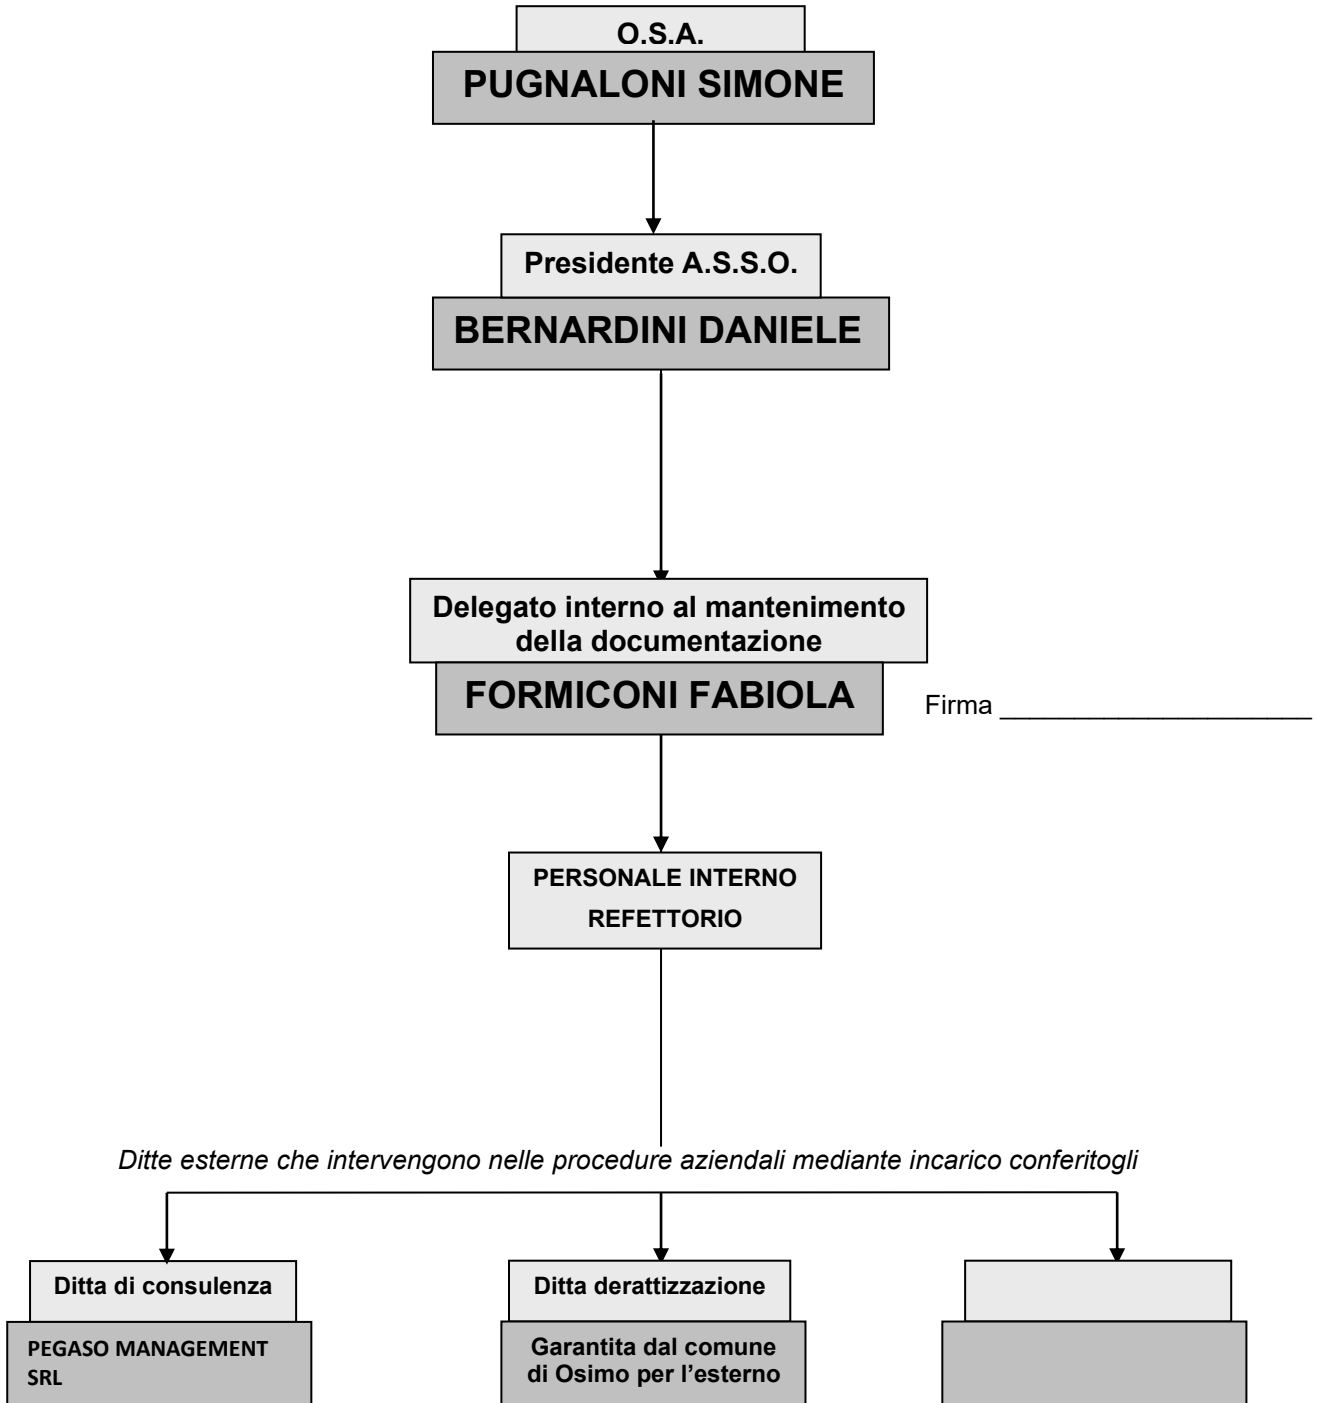 O.S.A.
PUGNALONI SIMONE
Presidente A.S.S.O.
BERNARDINI DANIELE
Delegato interno al mantenimento
della documentazione
FORMICONI FABIOLA
Firma _____________________
PERSONALE INTERNO
REFETTORIO
Ditte esterne che intervengono nelle procedure aziendali mediante incarico conferitogli
Ditta di consulenza
PEGASO MANAGEMENT
SRL
Ditta derattizzazione
Garantita dal comune
di Osimo per l’esterno